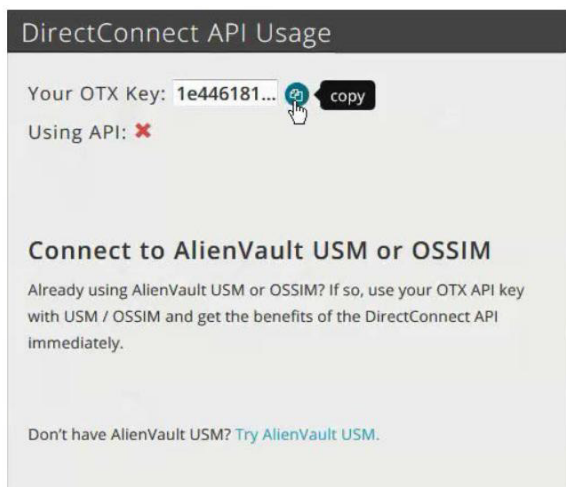 DirectConnect API Usage
Your OTX Key: 1e446181... copy
Using API:
Connect to AlienVault USM or OSSIM
Already using AlienVault USM or OSSIM? If so, use your OTX API key
with USM / OSSIM and get the benefits of the DirectConnect API
immediately.
Don't have AlienVault USM? Try AlienVault USM.